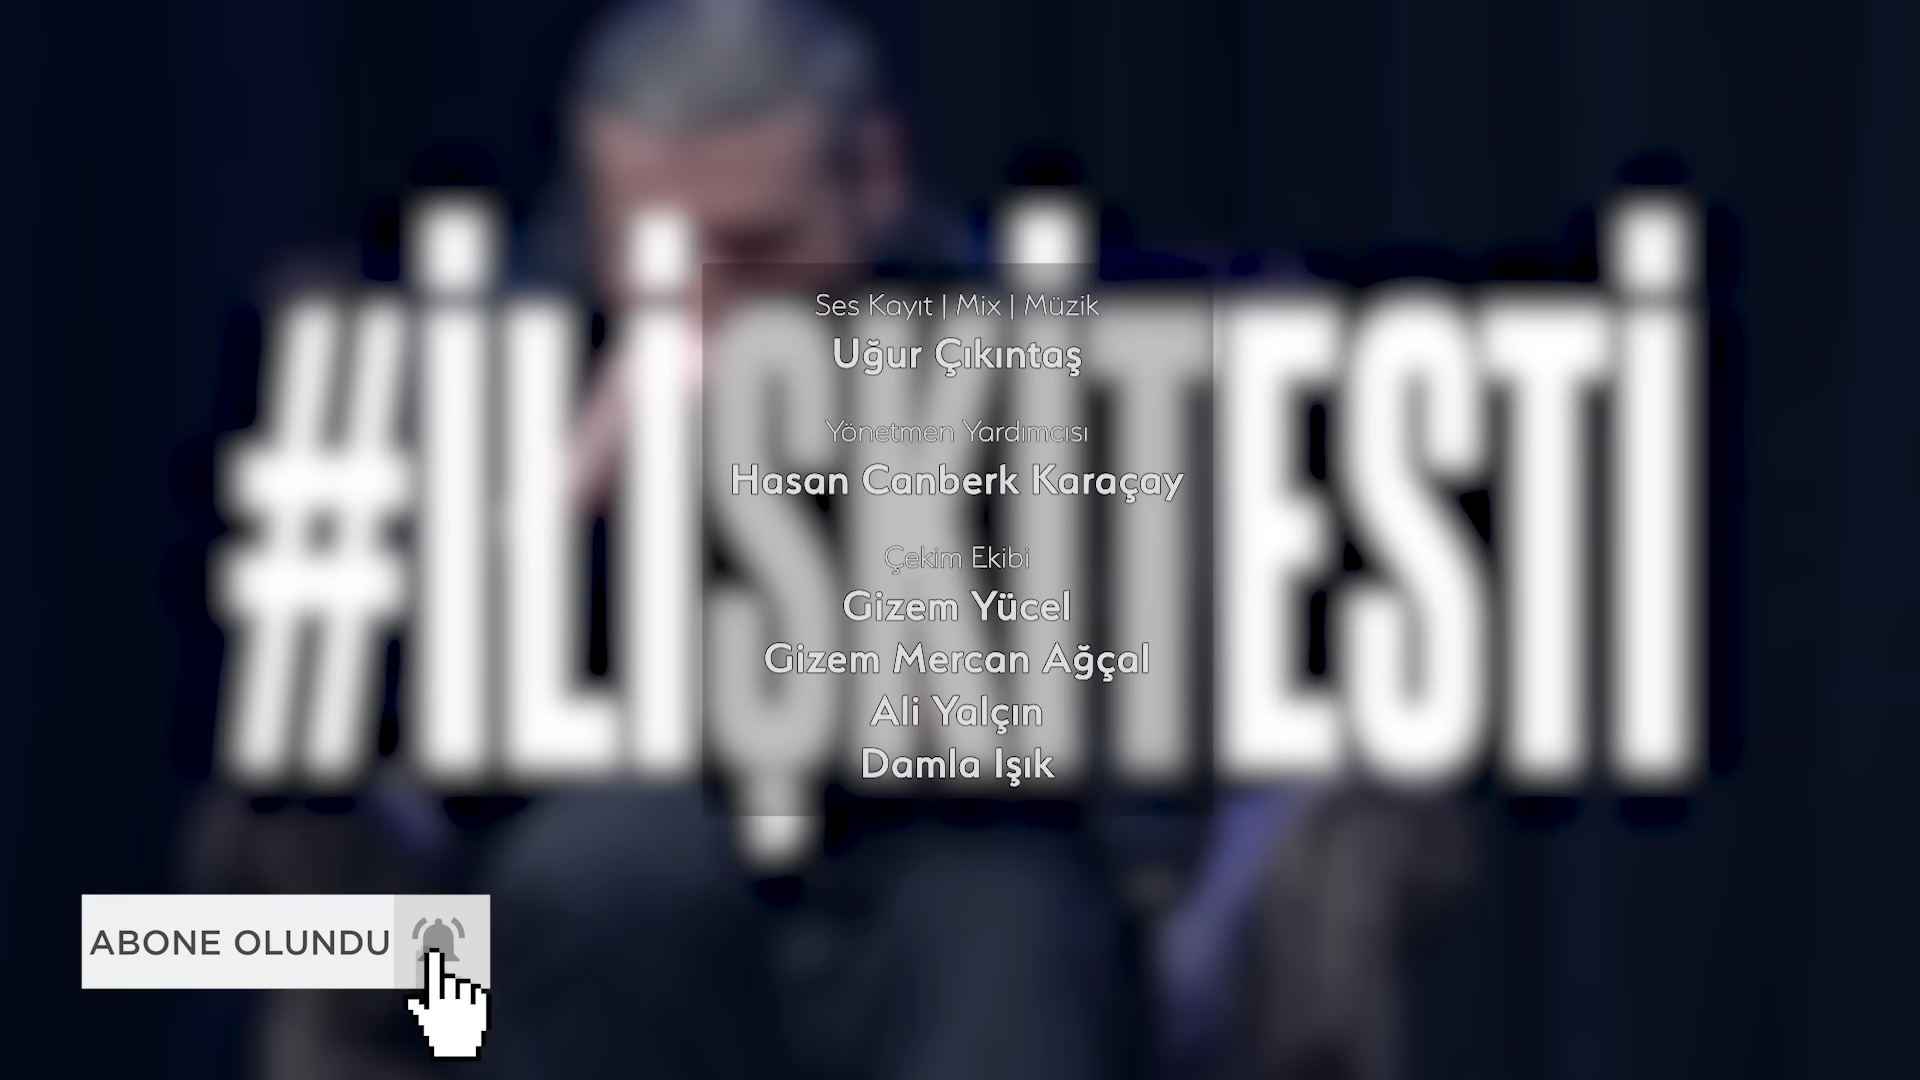 #İLİŞKİTESTİ
Ses Kayıt | Mix | Müzik
Uğur Çıkıntaş
Yönetmen Yardımcısı
Hasan Canberk Karaçay
Çekim Ekibi
Gizem Yücel
Gizem Mercan Ağçal
Ali Yalçın
Damla Işık
ABONE OLUNDU